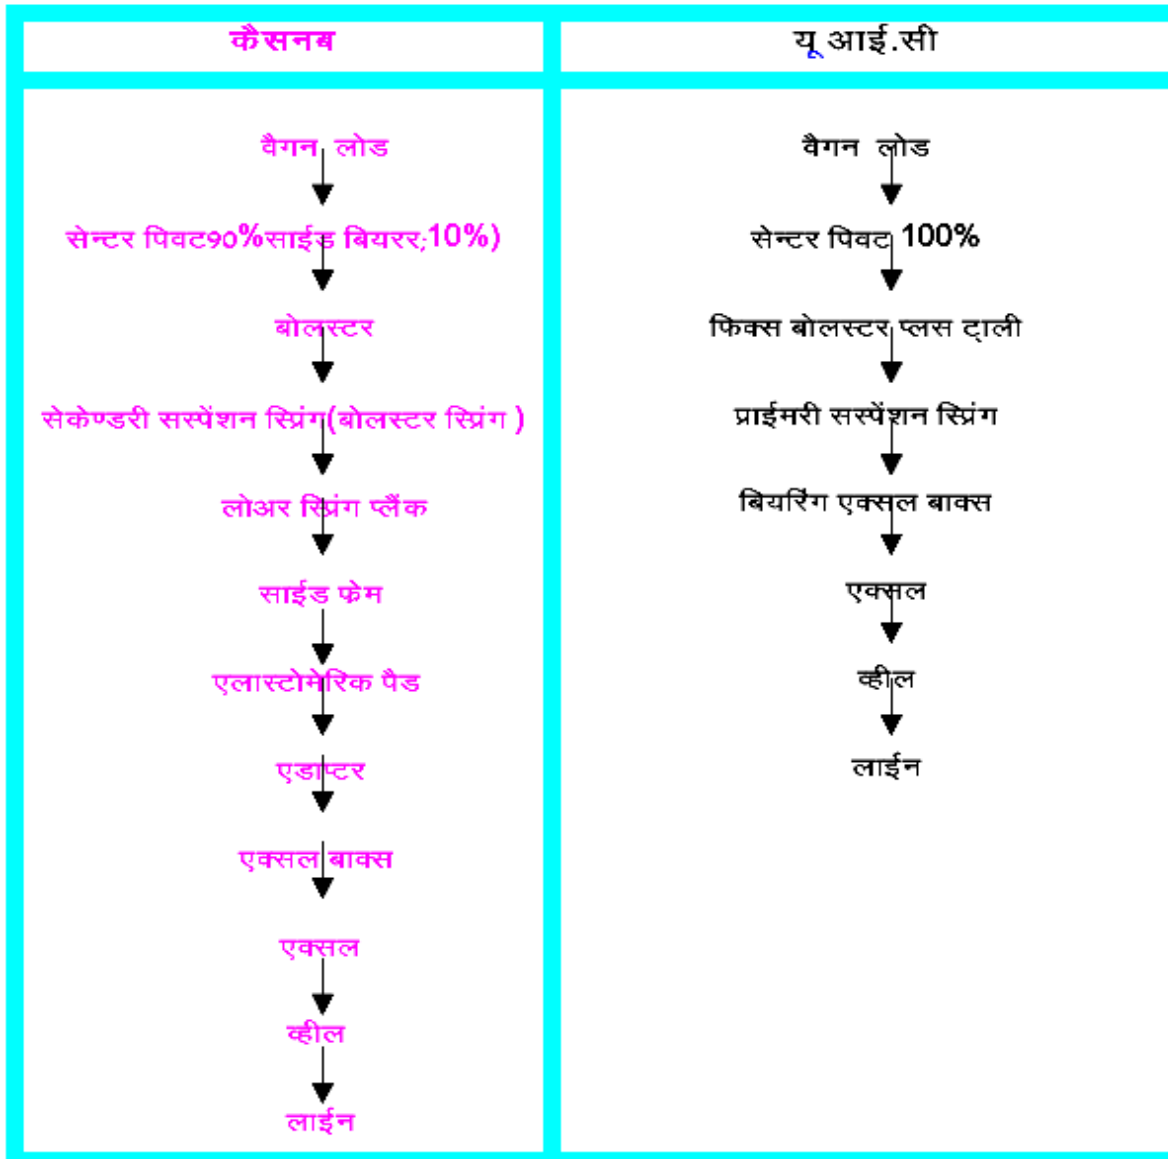 कैसनब
वैगन लोड
सेन्टर पिवट90%साईड बियरर;10%)
बोलस्टर
सेकेण्डरी सस्पेंशन स्प्रिंग(बोलस्टर स्प्रिंग )
लोअर स्प्रिंग प्लैंक
साईड फे्म
एलास्टोमेरिक पैड
एडाप्टर
एक्सल बाक्स
एक्सल
व्हील
लाईन
यू आई.सी
वैगन लोड
सेन्टर पिवट 100%
फिक्स बोलस्टर प्लस ट्ाली
प्राईमरी सस्पेंशन स्प्रिंग
बियरिंग एक्सल बाक्स
एक्सल
व्हील
लाईन